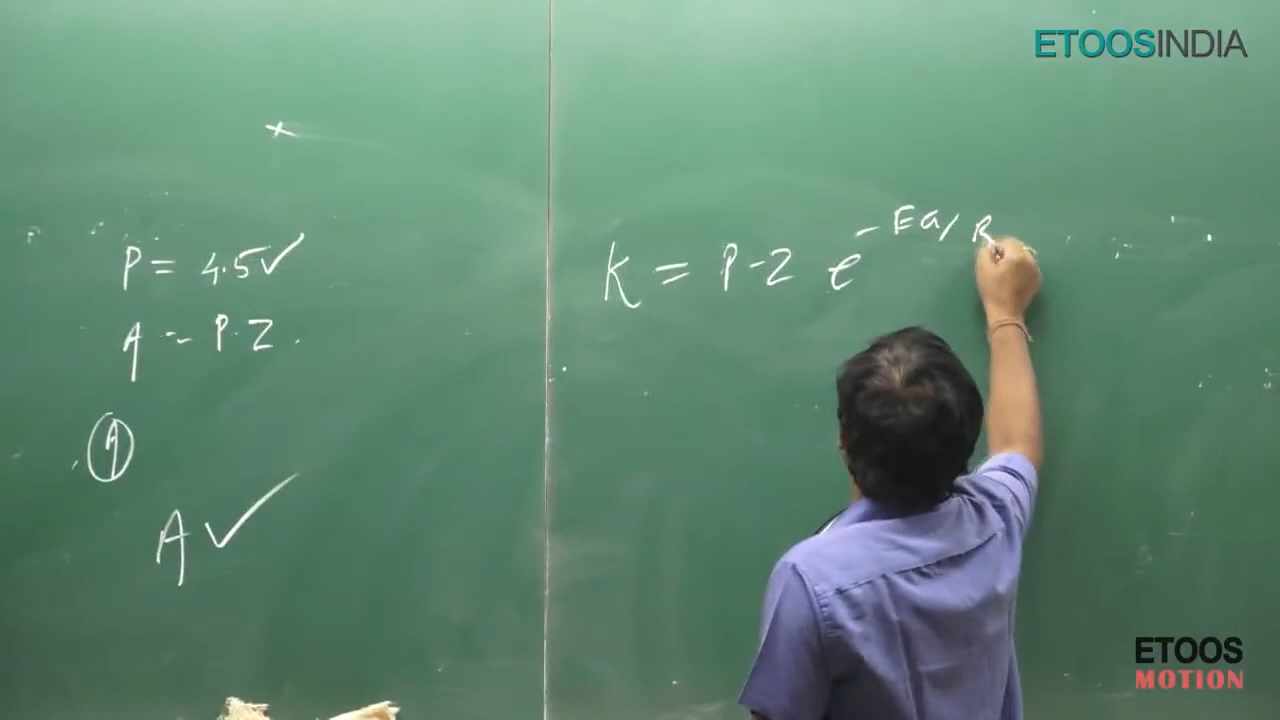 ETOOSINDIA
P = 4.5 ✓
A = P.Z.
A
A ✓
K = P-Z e^-Ea/R
ETOOS
MOTION